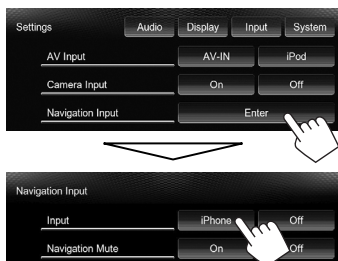 Settings Audio Display Input System
AV Input AV-IN iPod
Camera Input On Off
Navigation Input Enter
Navigation Input
Input iPhone Off
Navigation Mute On Off